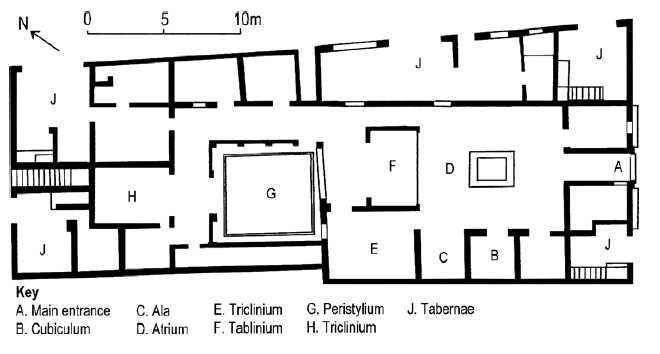 N
0 5 10m
J
J
J
F
D
A
H
G
J
E
C
B
J
Key
A. Main entrance C. Ala E. Triclinium G. Peristylium J. Tabernae
B. Cubiculum D. Atrium F. Tablinium H. Triclinium